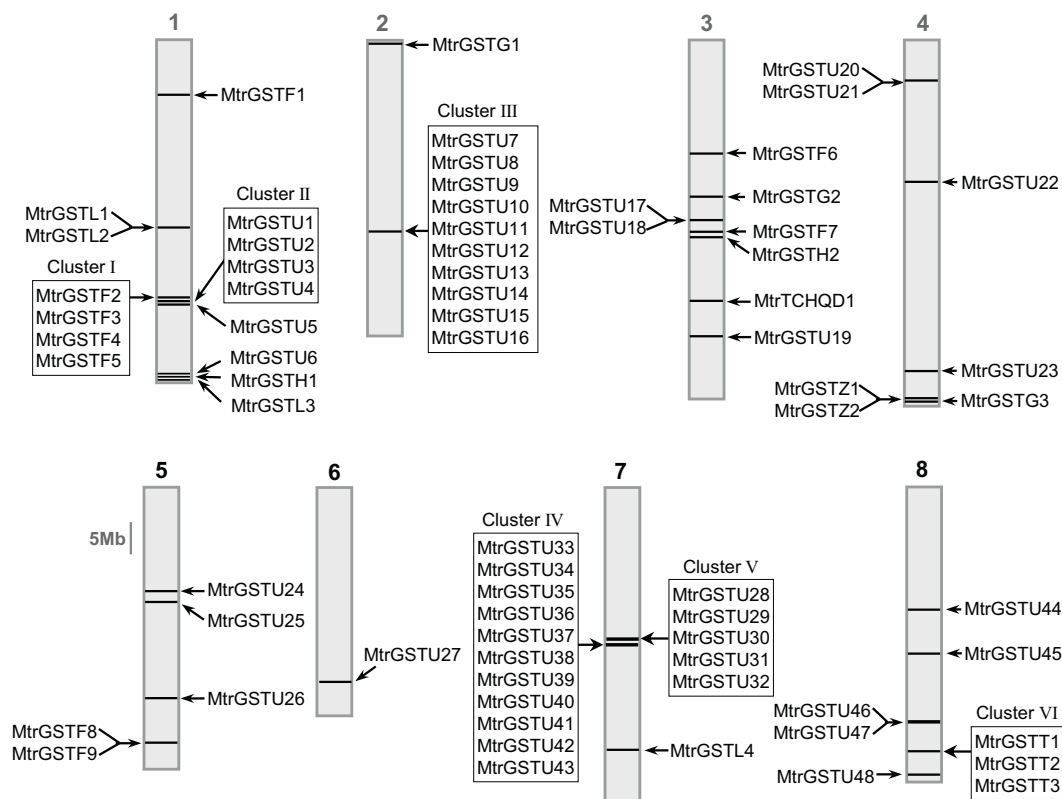 1
MtrGSTF1
MtrGSTL1
MtrGSTL2
Cluster I
MtrGSTF2
MtrGSTF3
MtrGSTF4
MtrGSTF5
Cluster II
MtrGSTU1
MtrGSTU2
MtrGSTU3
MtrGSTU4
MtrGSTU5
MtrGSTU6
MtrGSTH1
MtrGSTL3
2
MtrGSTG1
Cluster III
MtrGSTU7
MtrGSTU8
MtrGSTU9
MtrGSTU10
MtrGSTU11
MtrGSTU12
MtrGSTU13
MtrGSTU14
MtrGSTU15
MtrGSTU16
3
MtrGSTF6
MtrGSTG2
MtrGSTU17
MtrGSTU18
MtrGSTF7
MtrGSTH2
MtrTCHQD1
MtrGSTU19
4
MtrGSTU20
MtrGSTU21
MtrGSTU22
MtrGSTU23
MtrGSTZ1
MtrGSTZ2
MtrGSTG3
5
5Mb
MtrGSTU24
MtrGSTU25
MtrGSTU26
MtrGSTF8
MtrGSTF9
6
MtrGSTU27
7
Cluster IV
MtrGSTU33
MtrGSTU34
MtrGSTU35
MtrGSTU36
MtrGSTU37
MtrGSTU38
MtrGSTU39
MtrGSTU40
MtrGSTU41
MtrGSTU42
MtrGSTU43
Cluster V
MtrGSTU28
MtrGSTU29
MtrGSTU30
MtrGSTU31
MtrGSTU32
MtrGSTL4
8
MtrGSTU44
MtrGSTU45
MtrGSTU46
MtrGSTU47
MtrGSTU48
Cluster VI
MtrGSTT1
MtrGSTT2
MtrGSTT3